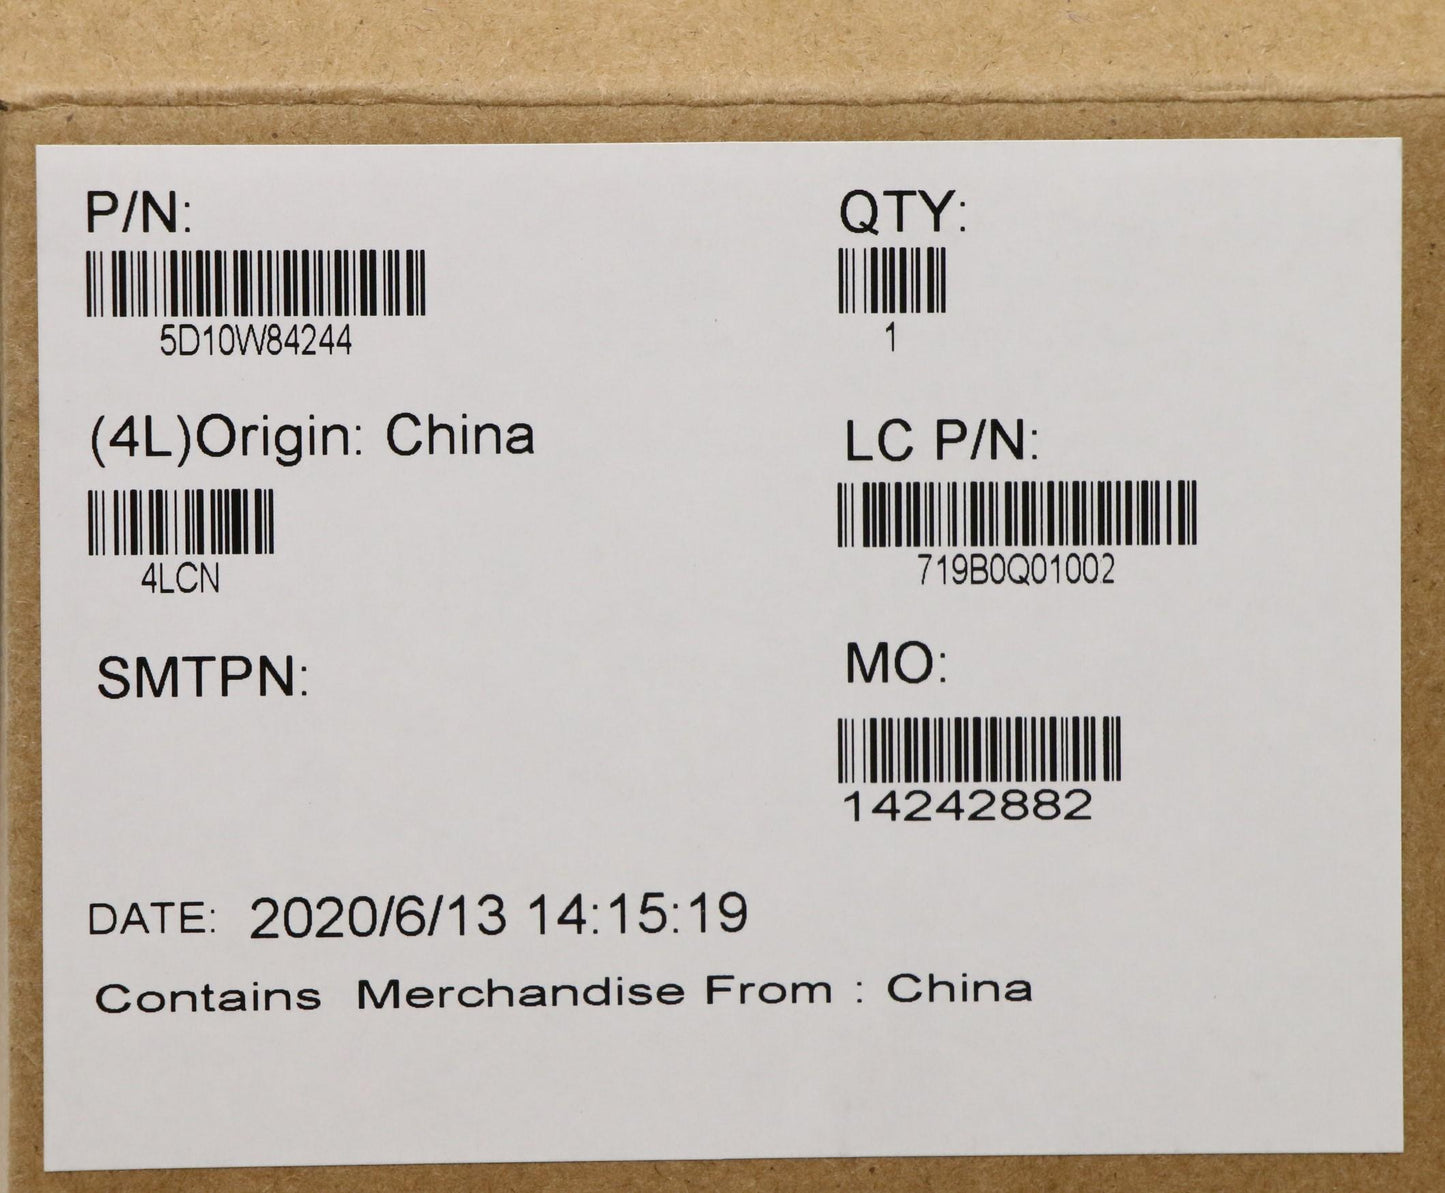 P/N:
5D10W84244
QTY:
1
(4L)Origin: China
4LCN
LC P/N:
719B0Q01002
SMTPN:
MO:
14242882
DATE: 2020/6/13 14:15:19
Contains Merchandise From : China